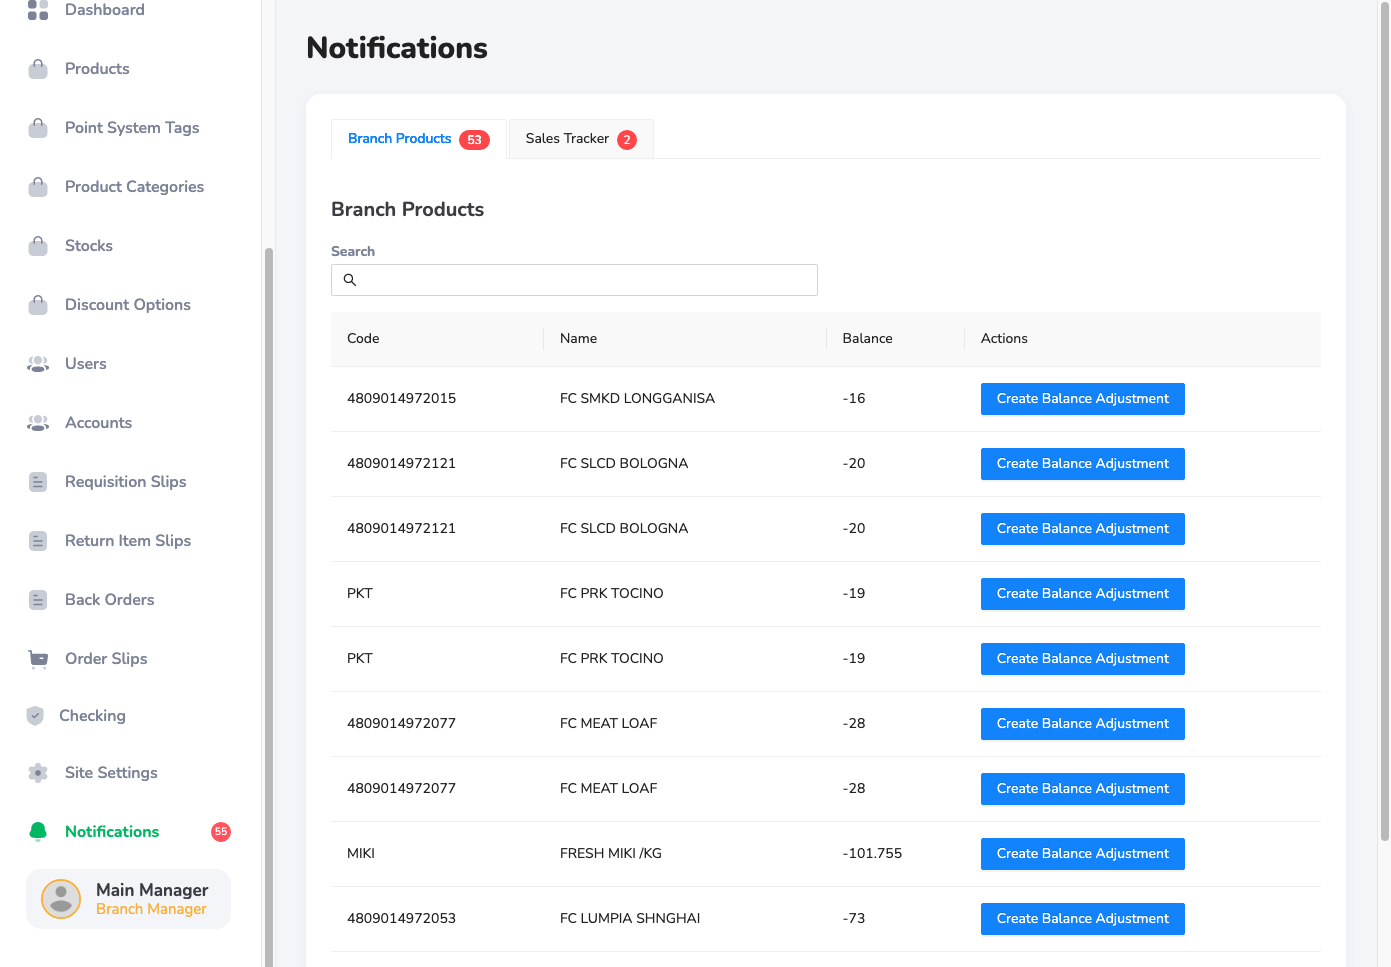 Dashboard
Products
Point System Tags
Product Categories
Stocks
Discount Options
Users
Accounts
Requisition Slips
Return Item Slips
Back Orders
Order Slips
Checking
Site Settings
Notifications 55
Main Manager
Branch Manager
Notifications
Branch Products 53 Sales Tracker 2
Branch Products
Search
Code Name Balance Actions
4809014972015 FC SMKD LONGGANISA -16 Create Balance Adjustment
4809014972121 FC SLCD BOLOGNA -20 Create Balance Adjustment
4809014972121 FC SLCD BOLOGNA -20 Create Balance Adjustment
PKT FC PRK TOCINO -19 Create Balance Adjustment
PKT FC PRK TOCINO -19 Create Balance Adjustment
4809014972077 FC MEAT LOAF -28 Create Balance Adjustment
4809014972077 FC MEAT LOAF -28 Create Balance Adjustment
MIKI FRESH MIKI /KG -101.755 Create Balance Adjustment
4809014972053 FC LUMPIA SHNGHAI -73 Create Balance Adjustment